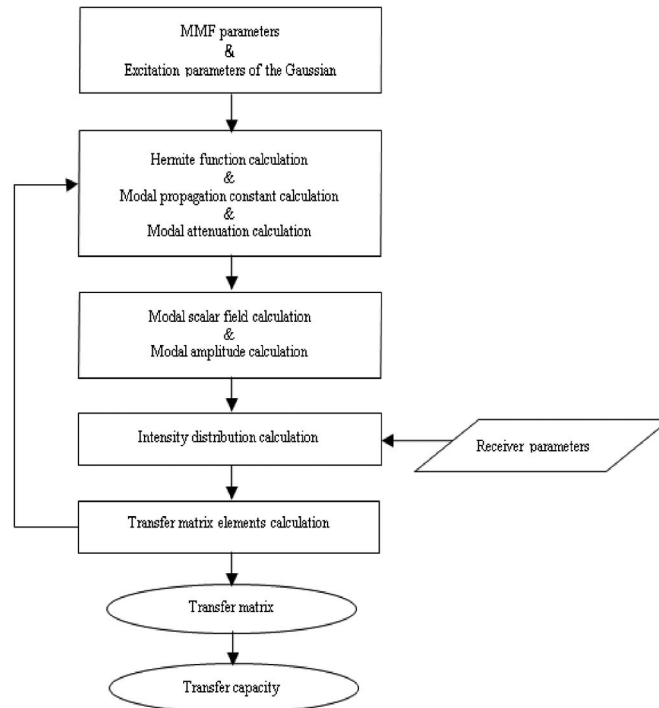 MMF parameters
&
Excitation parameters of the Gaussian
Hermite function calculation
&
Modal propagation constant calculation
&
Modal attenuation calculation
Modal scalar field calculation
&
Modal amplitude calculation
Intensity distribution calculation
Receiver parameters
Transfer matrix elements calculation
Transfer matrix
Transfer capacity